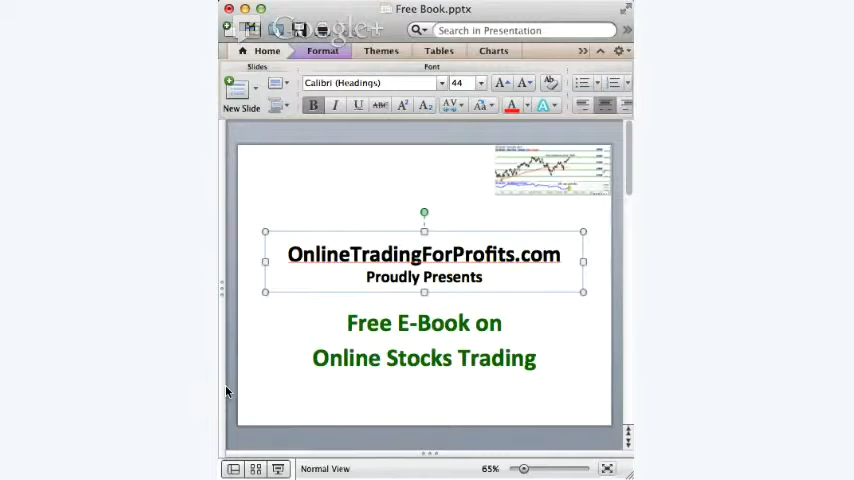 Free Book.pptx
Google+
Search in Presentation
Home
Format
Themes
Tables
Charts
Slides
Font
New Slide
Calibri (Headings)
44
OnlineTradingForProfits.com
Proudly Presents
Free E-Book on
Online Stocks Trading
Normal View
65%